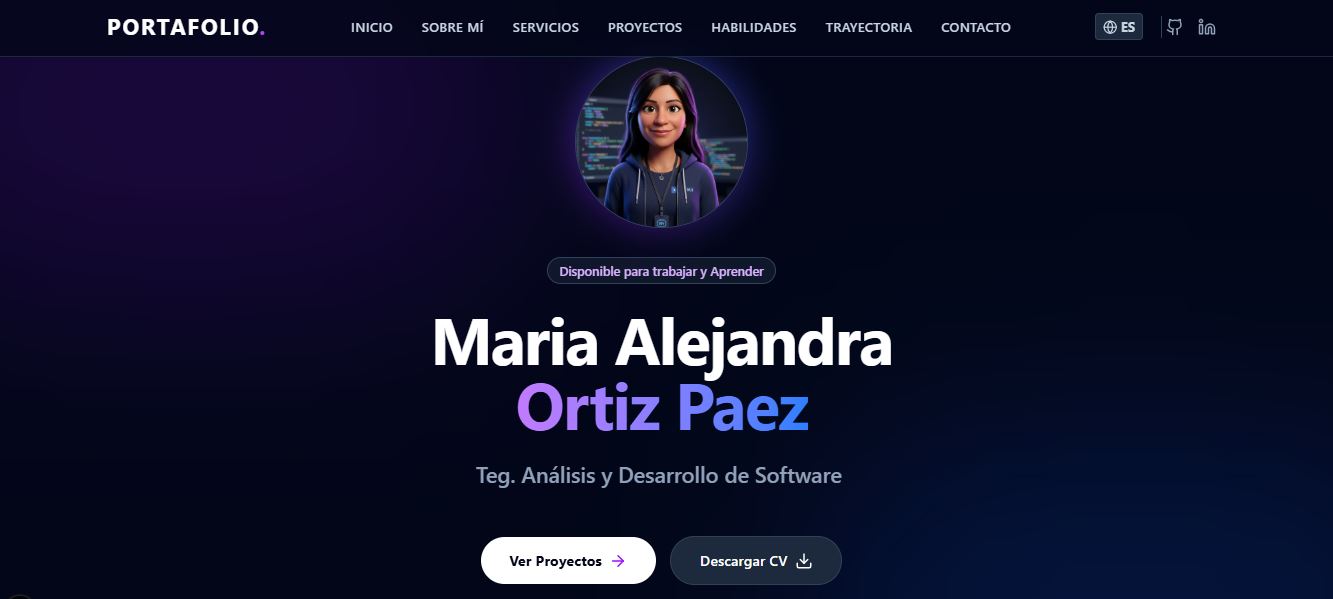 PORTAFOLIO.
INICIO SOBRE MÍ SERVICIOS PROYECTOS HABILIDADES TRAYECTORIA CONTACTO
ES
Disponible para trabajar y Aprender
Maria Alejandra
Ortiz Paez
Teg. Análisis y Desarrollo de Software
Ver Proyectos
Descargar CV